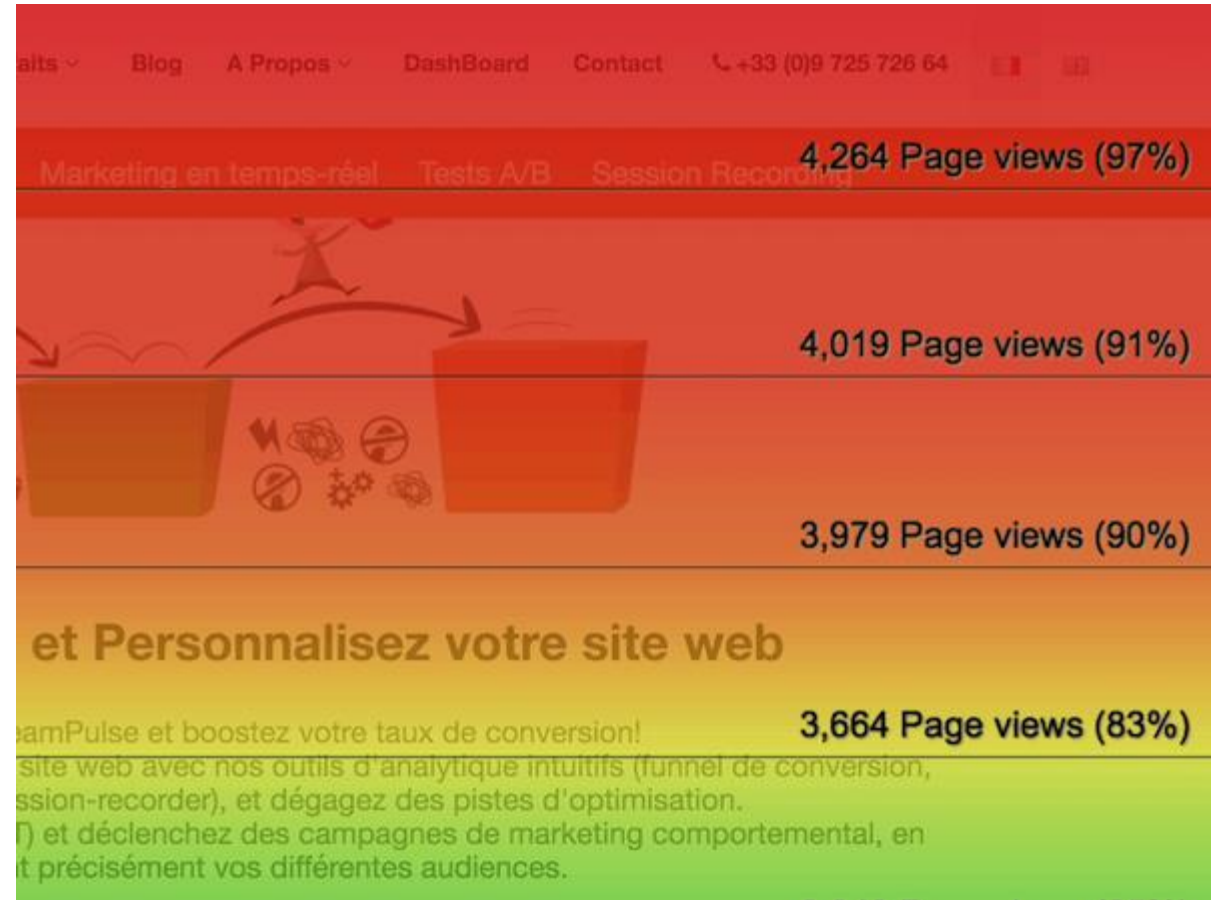 aits Blog A Propos DashBoard Contact +33 (0)9 725 726 64
Marketing en temps-réel Tests A/B Session Recording
4,264 Page views (97%)
4,019 Page views (91%)
3,979 Page views (90%)
et Personnalisez votre site web
3,664 Page views (83%)
eamPulse et boostez votre taux de conversion!
site web avec nos outils d'analytique intuitifs (funnel de conversion,
ssion-recorder), et dégagez des pistes d'optimisation.
T) et déclenchez des campagnes de marketing comportemental, en
nt précisément vos différentes audiences.